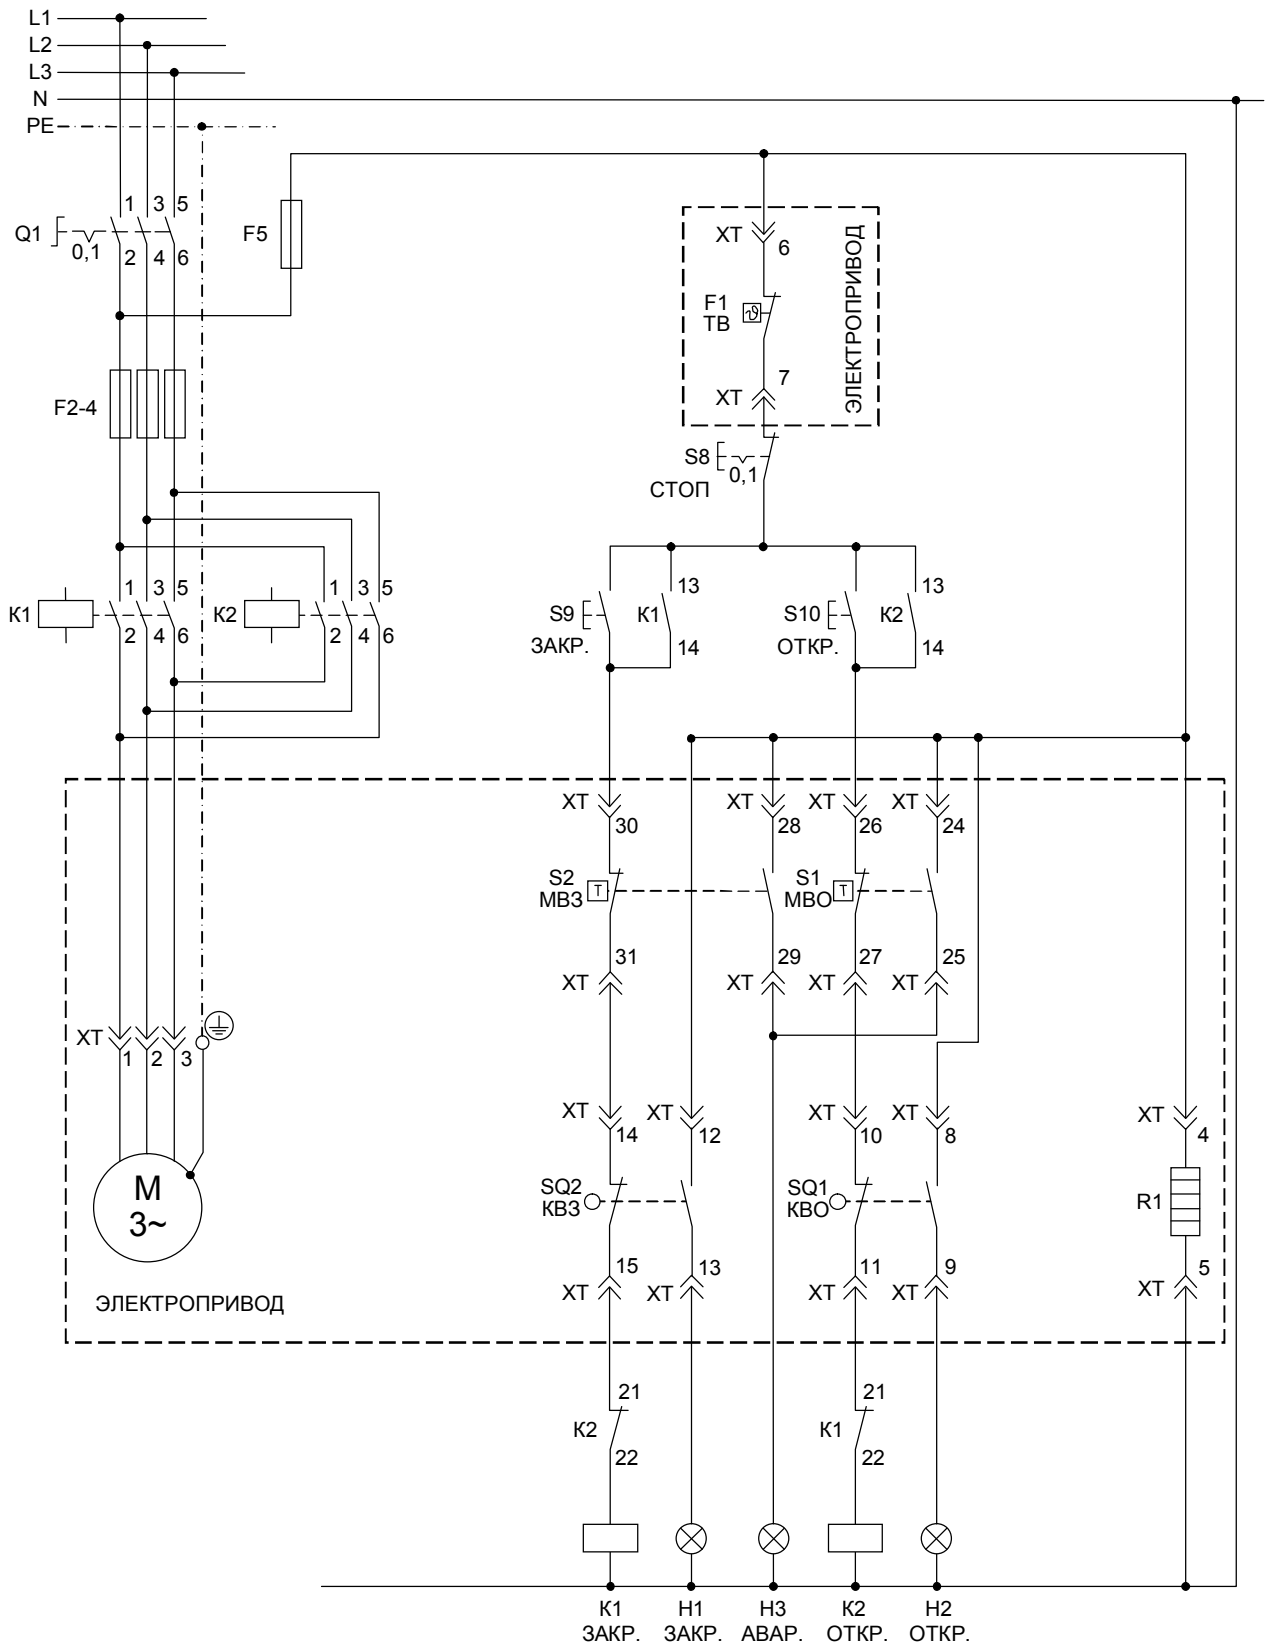 L1
L2
L3
N
PE
1 3 5
Q1
0,1
2 4 6
F5
XT
6
F1
ТВ
7
XT
ЭЛЕКТРОПРИВОД
F2-4
S8
0,1
СТОП
K1
1 3 5
2 4 6
K2
1 3 5
2 4 6
S9
ЗАКР.
K1
13
14
S10
ОТКР.
K2
13
14
XT
30
XT
28
XT
26
XT
24
S2
МВЗ
T
S1
МВО
T
31
XT
29
XT
27
XT
25
XT
XT
1 2 3
XT
14
XT
12
XT
10
XT
8
XT
4
M
3~
SQ2
КВЗ
SQ1
КВО
R1
15
XT
13
XT
11
XT
9
XT
5
XT
ЭЛЕКТРОПРИВОД
21
K2
22
21
K1
22
K1 H1 H3 K2 H2
ЗАКР. ЗАКР. АВАР. ОТКР. ОТКР.